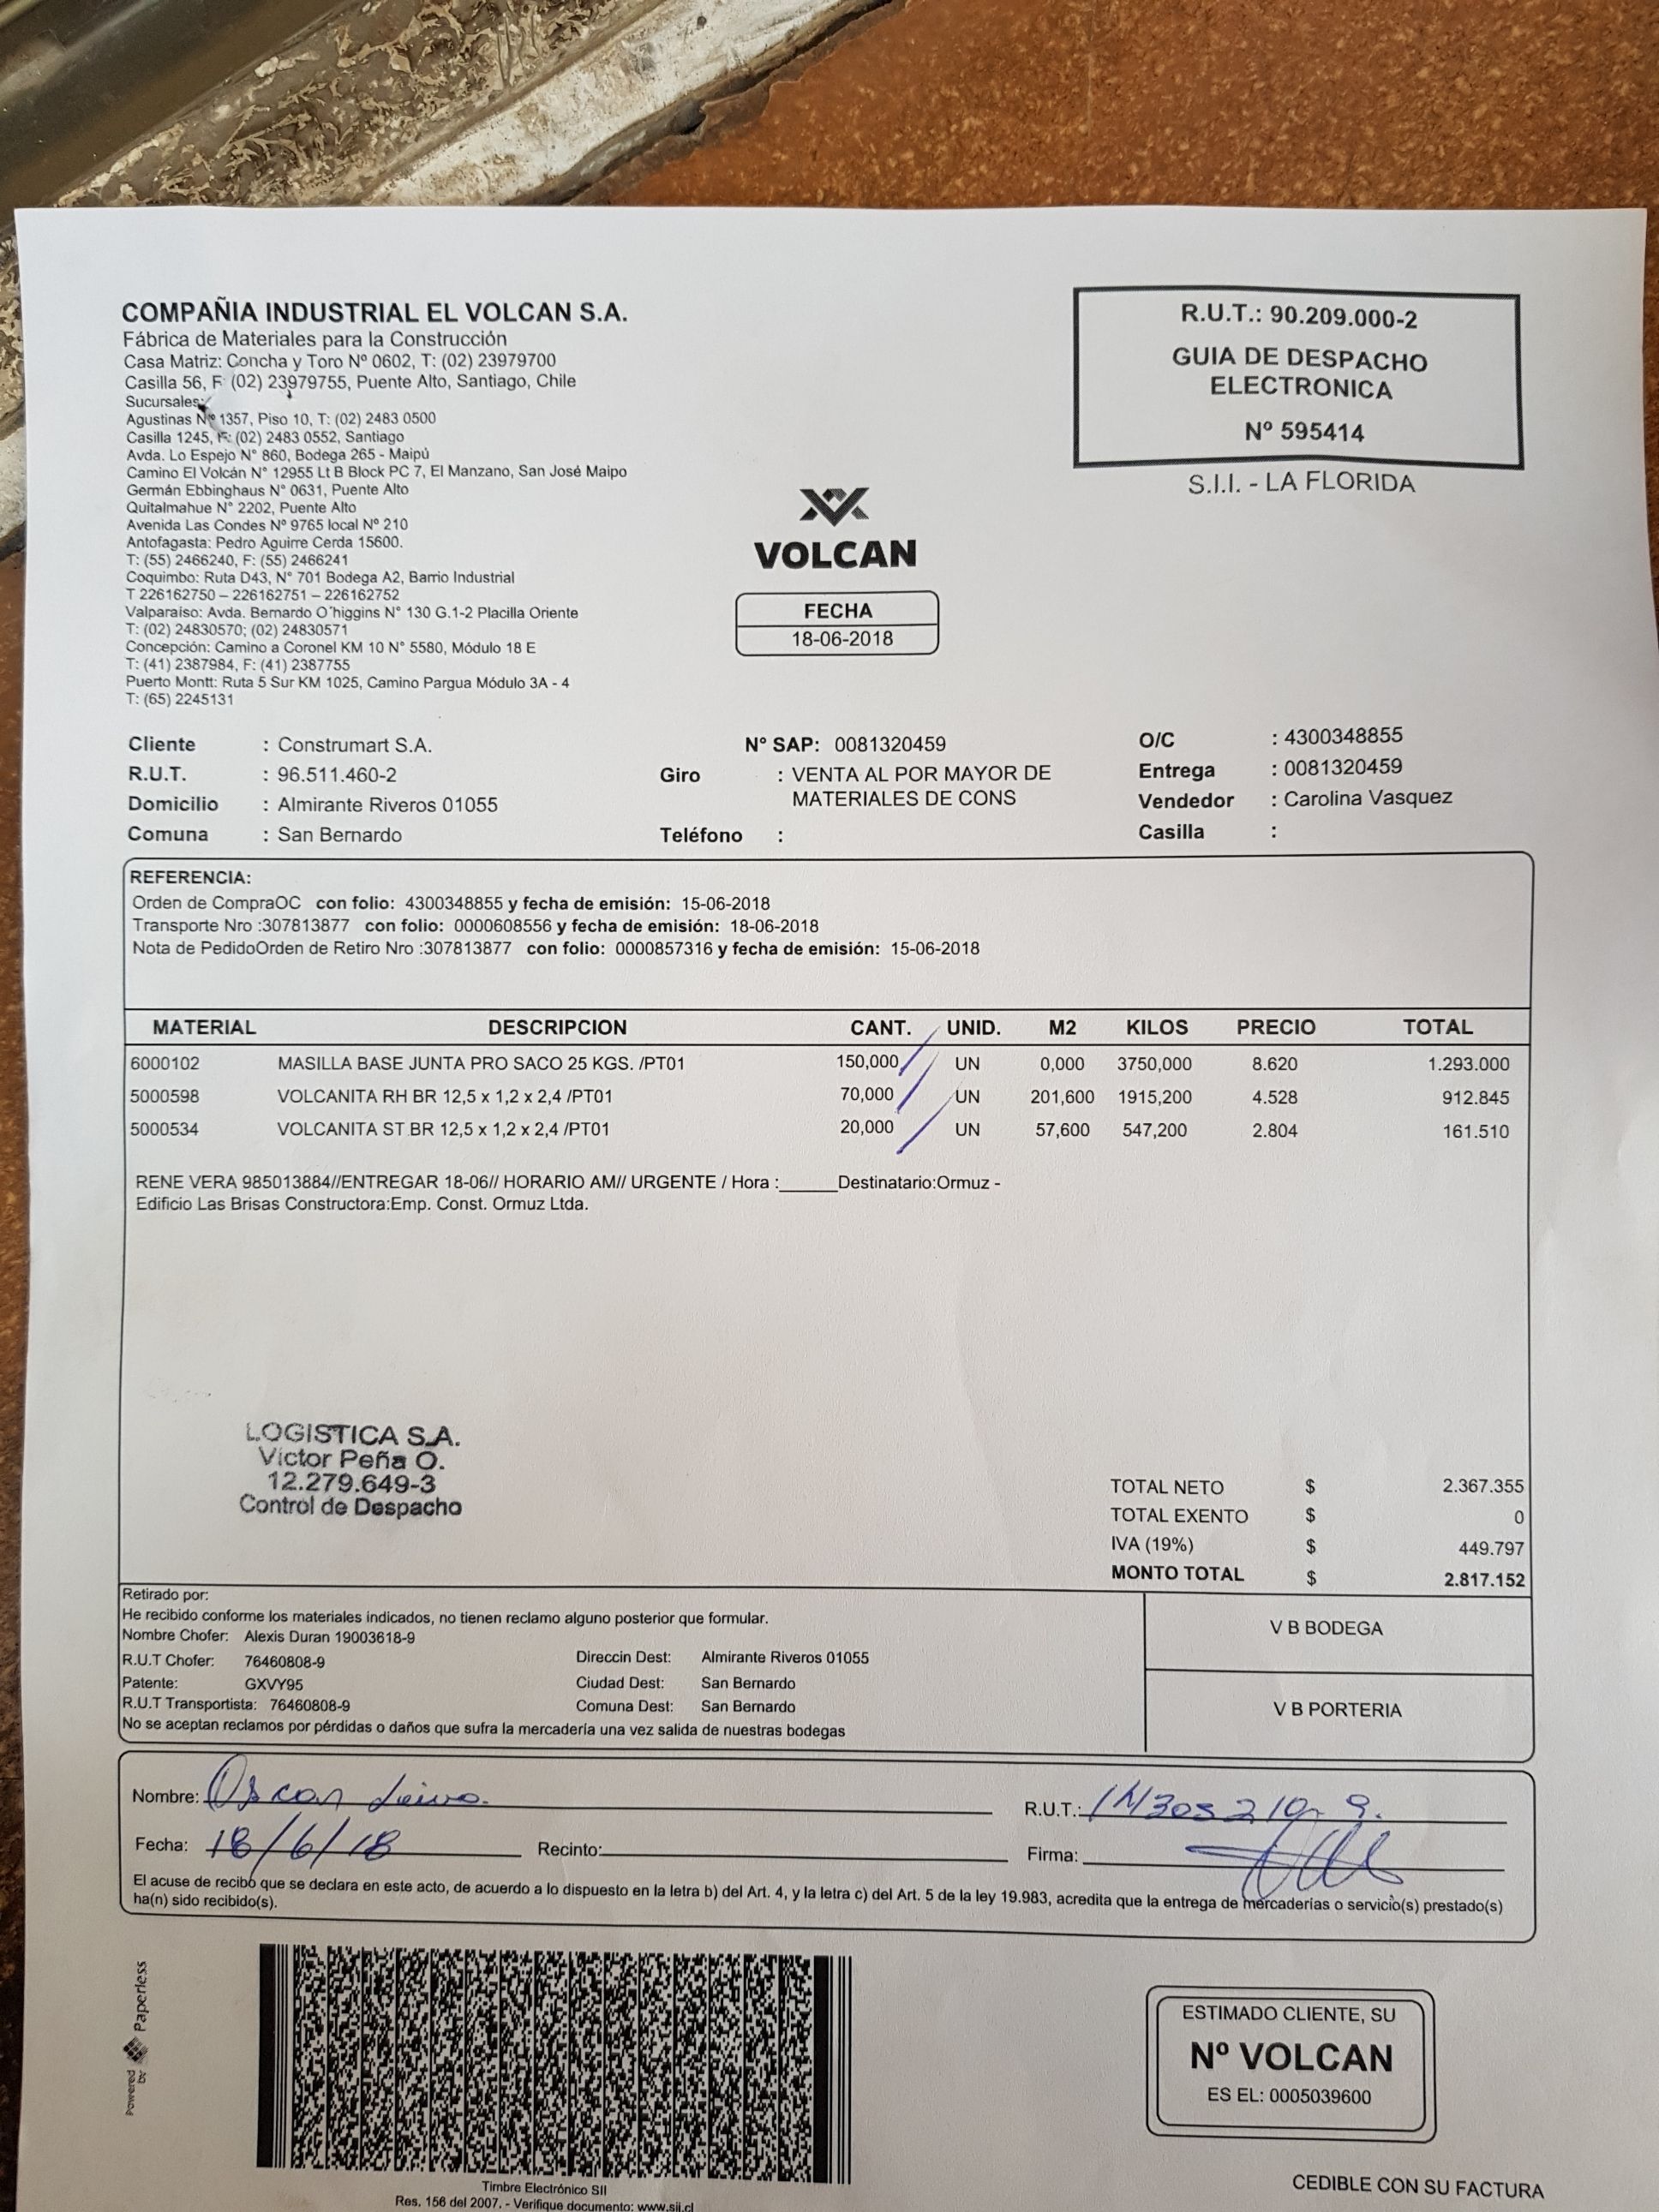 COMPAÑIA INDUSTRIAL EL VOLCAN S.A.
Fábrica de Materiales para la Construcción
Casa Matriz: Concha y Toro Nº 0602, T: (02) 23979700
Casilla 56, F: (02) 23979755, Puente Alto, Santiago, Chile
Sucursales:
Agustinas Nº 1357, Piso 10, T: (02) 2483 0500
Casilla 1245, F: (02) 2483 0552, Santiago
Avda. Lo Espejo N° 860, Bodega 265 - Maipú
Camino El Volcán N° 12955 Lt B Block PC 7, El Manzano, San José Maipo
Germán Ebbinghaus N° 0631, Puente Alto
Quitalmahue N° 2202, Puente Alto
Avenida Las Condes Nº 9765 local Nº 210
Antofagasta: Pedro Aguirre Cerda 15600.
T: (55) 2466240, F: (55) 2466241
Coquimbo: Ruta D43, N° 701 Bodega A2, Barrio Industrial
T 226162750 – 226162751 – 226162752
Valparaíso: Avda. Bernardo O´higgins N° 130 G.1-2 Placilla Oriente
T: (02) 24830570; (02) 24830571
Concepción: Camino a Coronel KM 10 N° 5580, Módulo 18 E
T: (41) 2387984, F: (41) 2387755
Puerto Montt: Ruta 5 Sur KM 1025, Camino Pargua Módulo 3A - 4
T: (65) 2245131
R.U.T.: 90.209.000-2
GUIA DE DESPACHO
ELECTRONICA
Nº 595414
S.I.I. - LA FLORIDA
VOLCAN
FECHA
18-06-2018
Cliente : Construmart S.A. N° SAP: 0081320459 O/C : 4300348855
R.U.T. : 96.511.460-2 Giro : VENTA AL POR MAYOR DE Entrega : 0081320459
Domicilio : Almirante Riveros 01055 MATERIALES DE CONS Vendedor : Carolina Vasquez
Comuna : San Bernardo Teléfono : Casilla :
REFERENCIA:
Orden de CompraOC con folio: 4300348855 y fecha de emisión: 15-06-2018
Transporte Nro :307813877 con folio: 0000608556 y fecha de emisión: 18-06-2018
Nota de PedidoOrden de Retiro Nro :307813877 con folio: 0000857316 y fecha de emisión: 15-06-2018
MATERIAL DESCRIPCION CANT. UNID. M2 KILOS PRECIO TOTAL
6000102 MASILLA BASE JUNTA PRO SACO 25 KGS. /PT01 150,000 UN 0,000 3750,000 8.620 1.293.000
5000598 VOLCANITA RH BR 12,5 x 1,2 x 2,4 /PT01 70,000 UN 201,600 1915,200 4.528 912.845
5000534 VOLCANITA ST BR 12,5 x 1,2 x 2,4 /PT01 20,000 UN 57,600 547,200 2.804 161.510
RENE VERA 985013884//ENTREGAR 18-06// HORARIO AM// URGENTE / Hora :______Destinatario:Ormuz -
Edificio Las Brisas Constructora:Emp. Const. Ormuz Ltda.
LOGISTICA S.A.
Victor Peña O.
12.279.649-3
Control de Despacho
TOTAL NETO $ 2.367.355
TOTAL EXENTO $ 0
IVA (19%) $ 449.797
MONTO TOTAL $ 2.817.152
Retirado por:
He recibido conforme los materiales indicados, no tienen reclamo alguno posterior que formular.
Nombre Chofer: Alexis Duran 19003618-9
R.U.T Chofer: 76460808-9 Direccin Dest: Almirante Riveros 01055
Patente: GXVY95 Ciudad Dest: San Bernardo
R.U.T Transportista: 76460808-9 Comuna Dest: San Bernardo
No se aceptan reclamos por pérdidas o daños que sufra la mercadería una vez salida de nuestras bodegas
V B BODEGA
V B PORTERIA
Nombre: Oscar R.U.T.:
Fecha: 18/6/18 Recinto: Firma:
El acuse de recibo que se declara en este acto, de acuerdo a lo dispuesto en la letra b) del Art. 4, y la letra c) del Art. 5 de la ley 19.983, acredita que la entrega de mercaderías o servicio(s) prestado(s)
ha(n) sido recibido(s).
Powered by Paperless
Timbre Electrónico SII
Res. 156 del 2007. - Verifique documento: www.sii.cl
ESTIMADO CLIENTE, SU
Nº VOLCAN
ES EL: 0005039600
CEDIBLE CON SU FACTURA